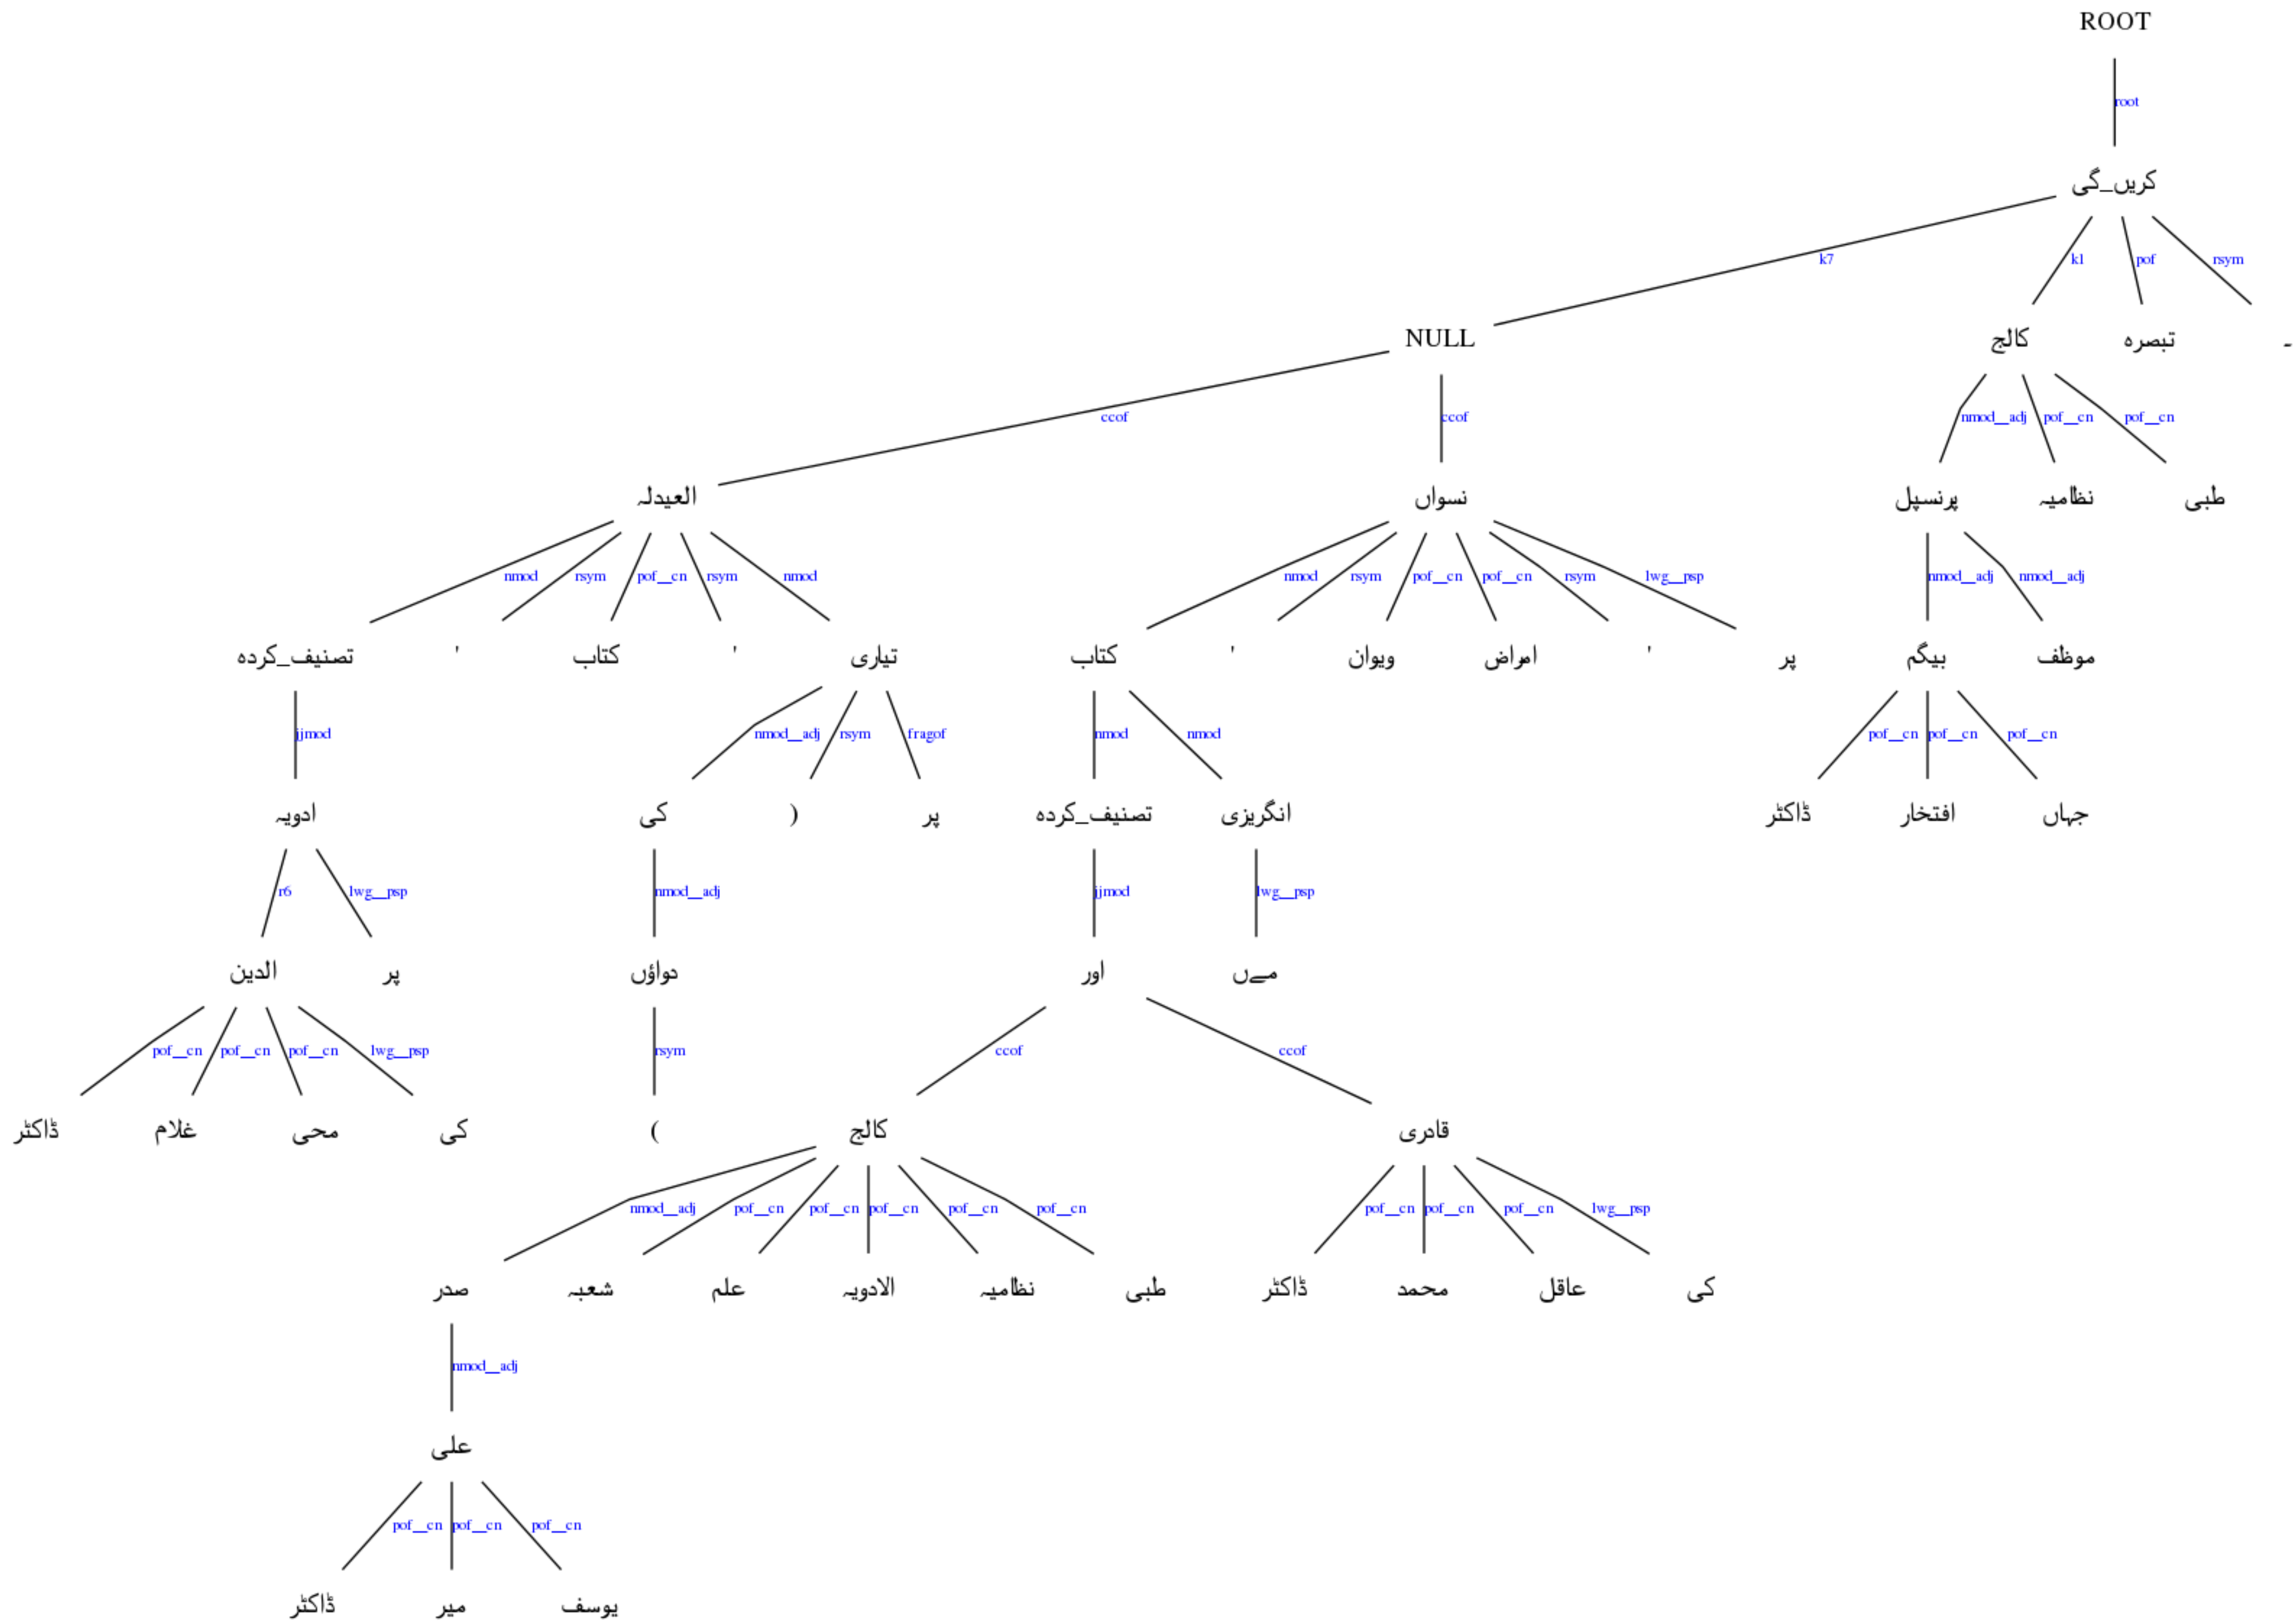 ROOT
root
کریں_گی
k7 k1 pof rsym
NULL کالج تبصرہ ۔
ccof ccof nmod__adj pof__cn pof__cn
العیدلہ نسواں پرنسپل نظامیہ طبی
nmod rsym pof__cn rsym nmod nmod rsym pof__cn pof__cn rsym lwg__psp nmod__adj nmod__adj
تصنیف_کردہ ' کتاب ' تیاری کتاب ' ویوان امراض ' پر بیگم موظف
jjmod nmod__adj rsym fragof nmod nmod pof__cn pof__cn pof__cn
ادویہ کی ) پر تصنیف_کردہ انگریزی ڈاکٹر افتخار جہاں
r6 lwg__psp nmod__adj jjmod lwg__psp
الدین پر دواؤں اور مےں
pof__cn pof__cn pof__cn lwg__psp rsym ccof ccof
ڈاکٹر غلام محی کی ( کالج قادری
nmod__adj pof__cn pof__cn pof__cn pof__cn pof__cn pof__cn pof__cn pof__cn lwg__psp
صدر شعبہ علم الادویہ نظامیہ طبی ڈاکٹر محمد عاقل کی
nmod__adj
علی
pof__cn pof__cn pof__cn
ڈاکٹر میر یوسف